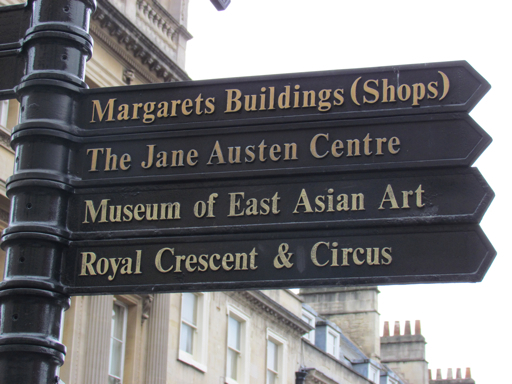 Margarets Buildings (Shops)
The Jane Austen Centre
Museum of East Asian Art
Royal Crescent & Circus